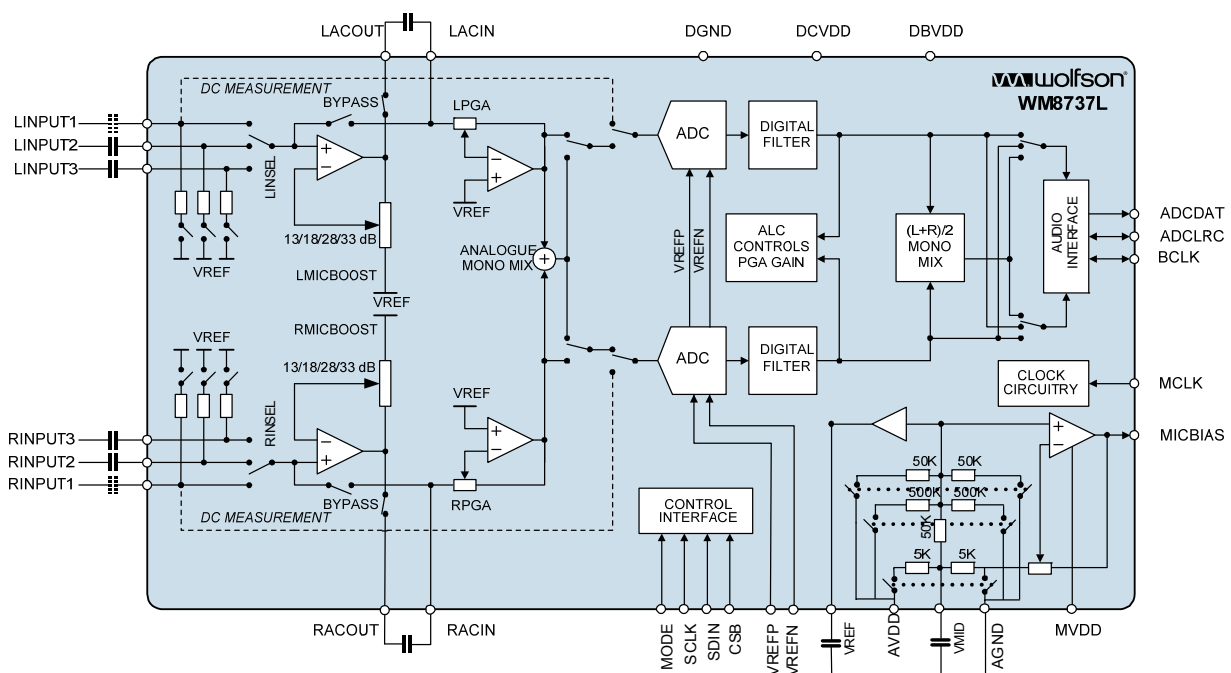 LACOUT
LACIN
DGND
DCVDD
DBVDD
wolfson®
WM8737L
DC MEASUREMENT
BYPASS
LPGA
LINPUT1
LINPUT2
LINPUT3
LINSEL
+
−
−
+
VREF
VREF
13/18/28/33 dB
LMICBOOST
VREF
RMICBOOST
13/18/28/33 dB
ANALOGUE
MONO MIX
+
ADC
DIGITAL
FILTER
VREFP
VREFN
ALC
CONTROLS
PGA GAIN
(L+R)/2
MONO
MIX
AUDIO
INTERFACE
ADCDAT
ADCLRC
BCLK
VREF
RINPUT3
RINPUT2
RINPUT1
RINSEL
−
+
VREF
+
−
BYPASS
RPGA
DC MEASUREMENT
ADC
DIGITAL
FILTER
CLOCK
CIRCUITRY
MCLK
+
−
MICBIAS
50K
50K
500K
500K
50K
5K
5K
CONTROL
INTERFACE
RACOUT
RACIN
MODE
SCLK
SDIN
CSB
VREFP
VREFN
VREF
AVDD
VMID
AGND
MVDD